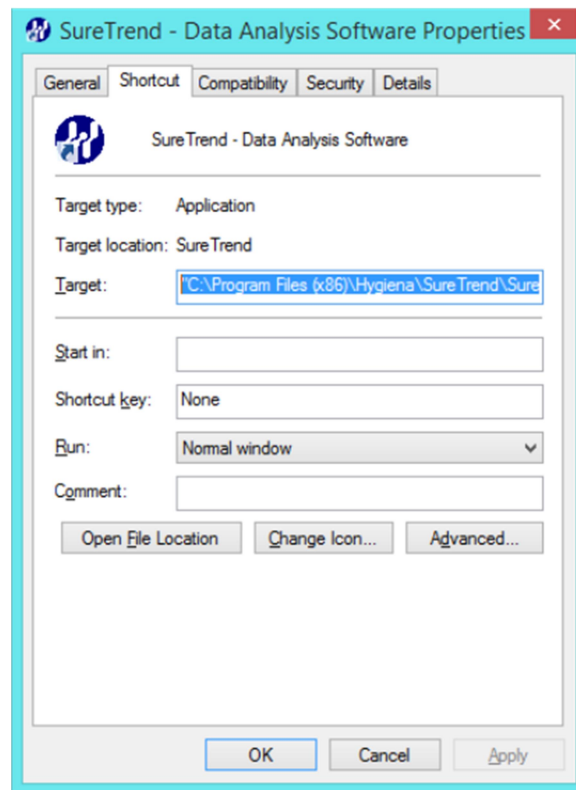 SureTrend - Data Analysis Software Properties
General Shortcut Compatibility Security Details
SureTrend - Data Analysis Software
Target type: Application
Target location: SureTrend
Target: "C:\Program Files (x86)\Hygiena\SureTrend\Sure
Start in:
Shortcut key: None
Run: Normal window
Comment:
Open File Location Change Icon... Advanced...
OK Cancel Apply